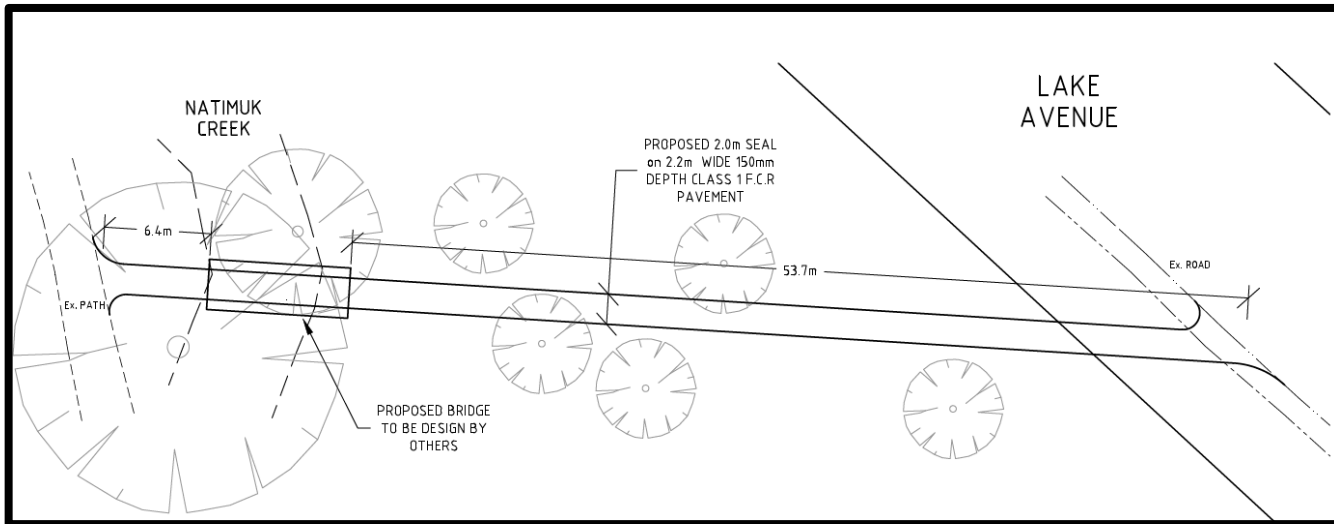 LAKE
AVENUE
NATIMUK
CREEK
PROPOSED 2.0m SEAL
on 2.2m WIDE 150mm
DEPTH CLASS 1 F.C.R
PAVEMENT
6.4m
53.7m
Ex. ROAD
Ex. PATH
PROPOSED BRIDGE
TO BE DESIGN BY
OTHERS